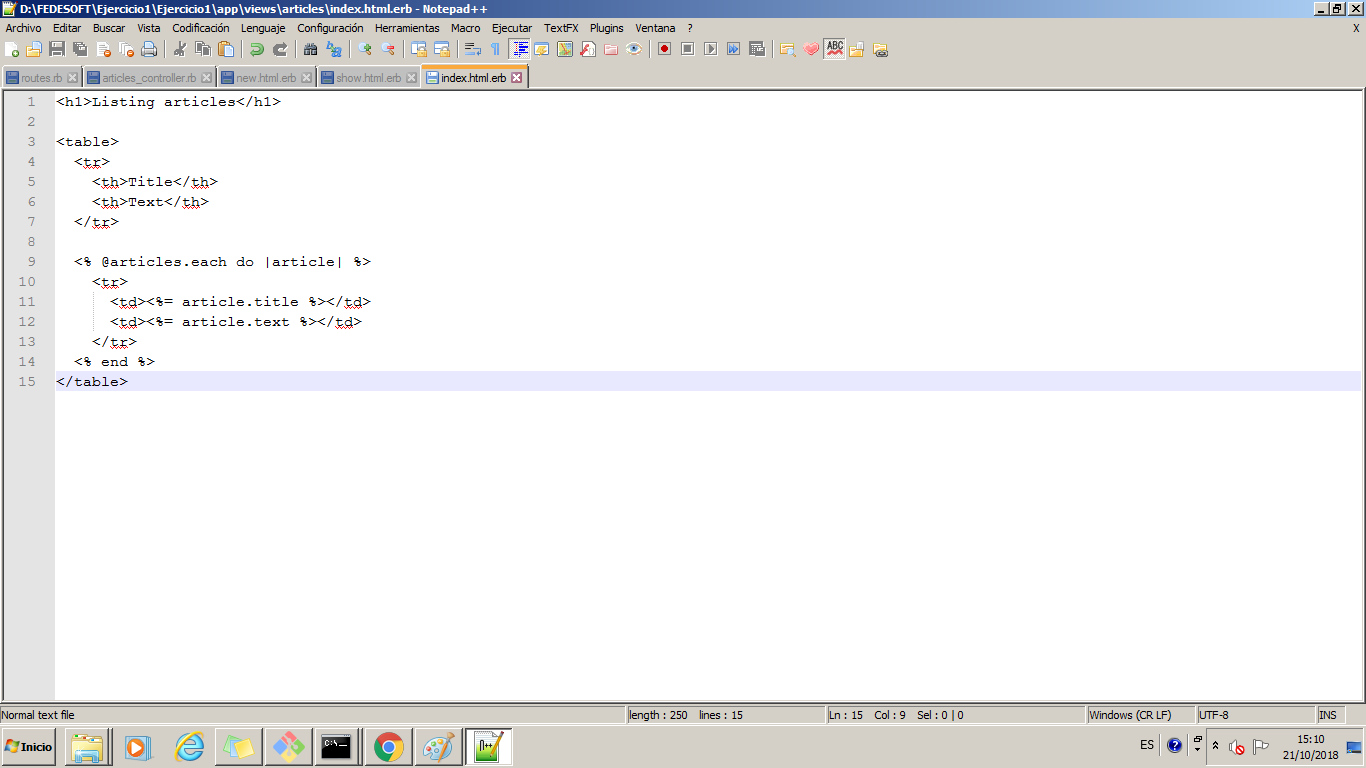 D:\FEDESOFT\Ejercicio1\Ejercicio1\app\views\articles\index.html.erb - Notepad++
Archivo Editar Buscar Vista Codificación Lenguaje Configuración Herramientas Macro Ejecutar TextFX Plugins Ventana ? X
ABC
routes.rb articles_controller.rb new.html.erb show.html.erb index.html.erb
1 <h1>Listing articles</h1>
2
3 <table>
4   <tr>
5     <th>Title</th>
6     <th>Text</th>
7   </tr>
8
9   <% @articles.each do |article| %>
10     <tr>
11       <td><%= article.title %></td>
12       <td><%= article.text %></td>
13     </tr>
14   <% end %>
15 </table>
Normal text file length : 250 lines : 15 Ln : 15 Col : 9 Sel : 0 | 0 Windows (CR LF) UTF-8 INS
Inicio C:\ ES 15:10
21/10/2018